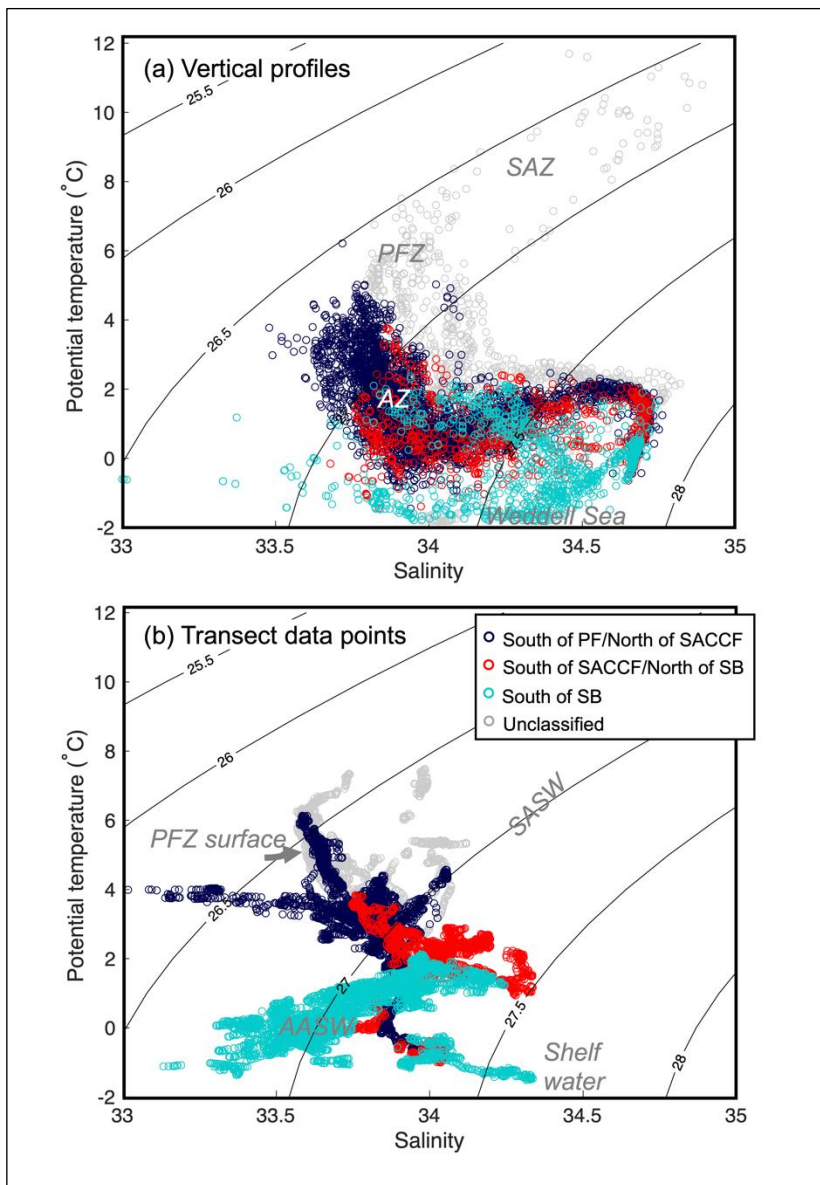 12
10
8
6
4
2
0
-2
Potential temperature (˚C)
(a) Vertical profiles
25.5
26
26.5
27.5
28
SAZ
PFZ
AZ
Weddell Sea
33
33.5
34
34.5
35
Salinity
12
10
8
6
4
2
0
-2
Potential temperature (˚C)
(b) Transect data points
South of PF/North of SACCF
South of SACCF/North of SB
South of SB
Unclassified
25.5
26
26.5
27
27.5
28
SASW
PFZ surface
AASW
Shelf
water
33
33.5
34
34.5
35
Salinity